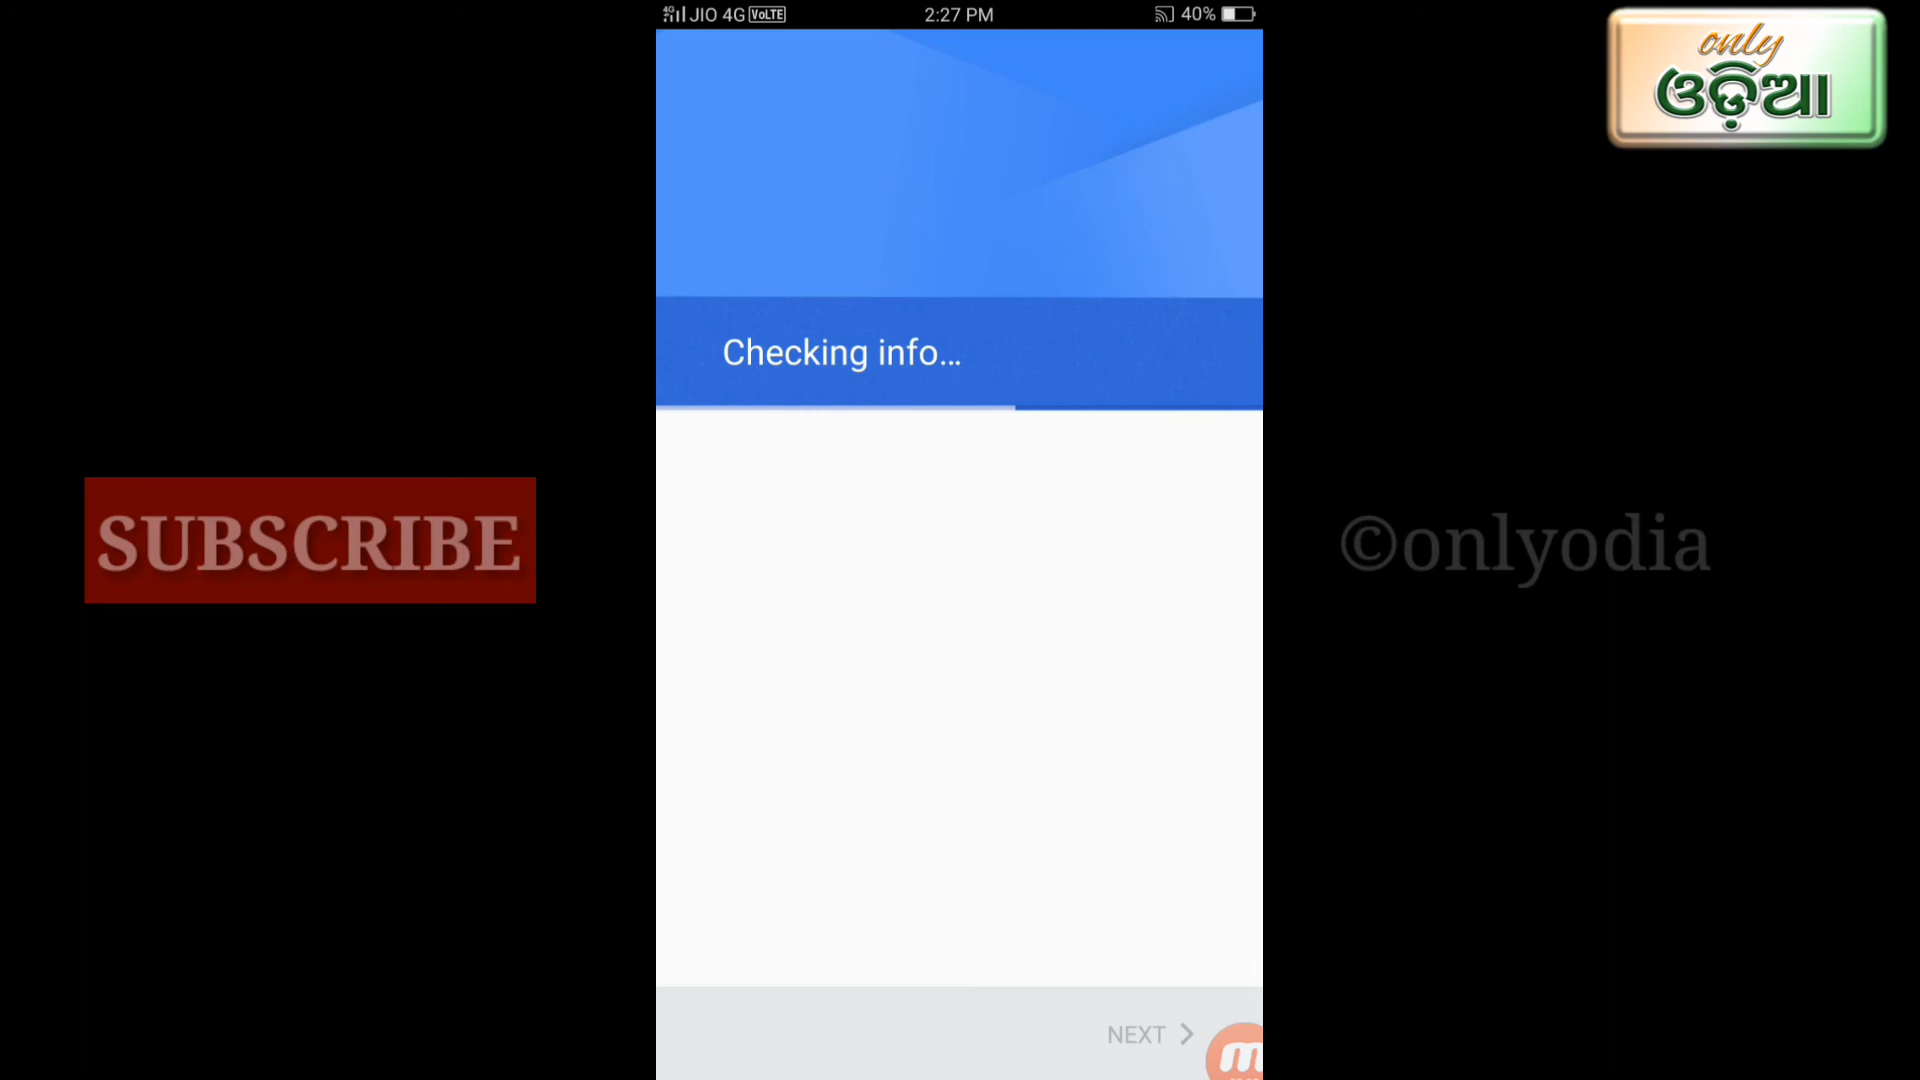 JIO 4G VoLTE 2:27 PM 40%
only
ଓଡ଼ିଆ
Checking info...
SUBSCRIBE
©onlyodia
NEXT